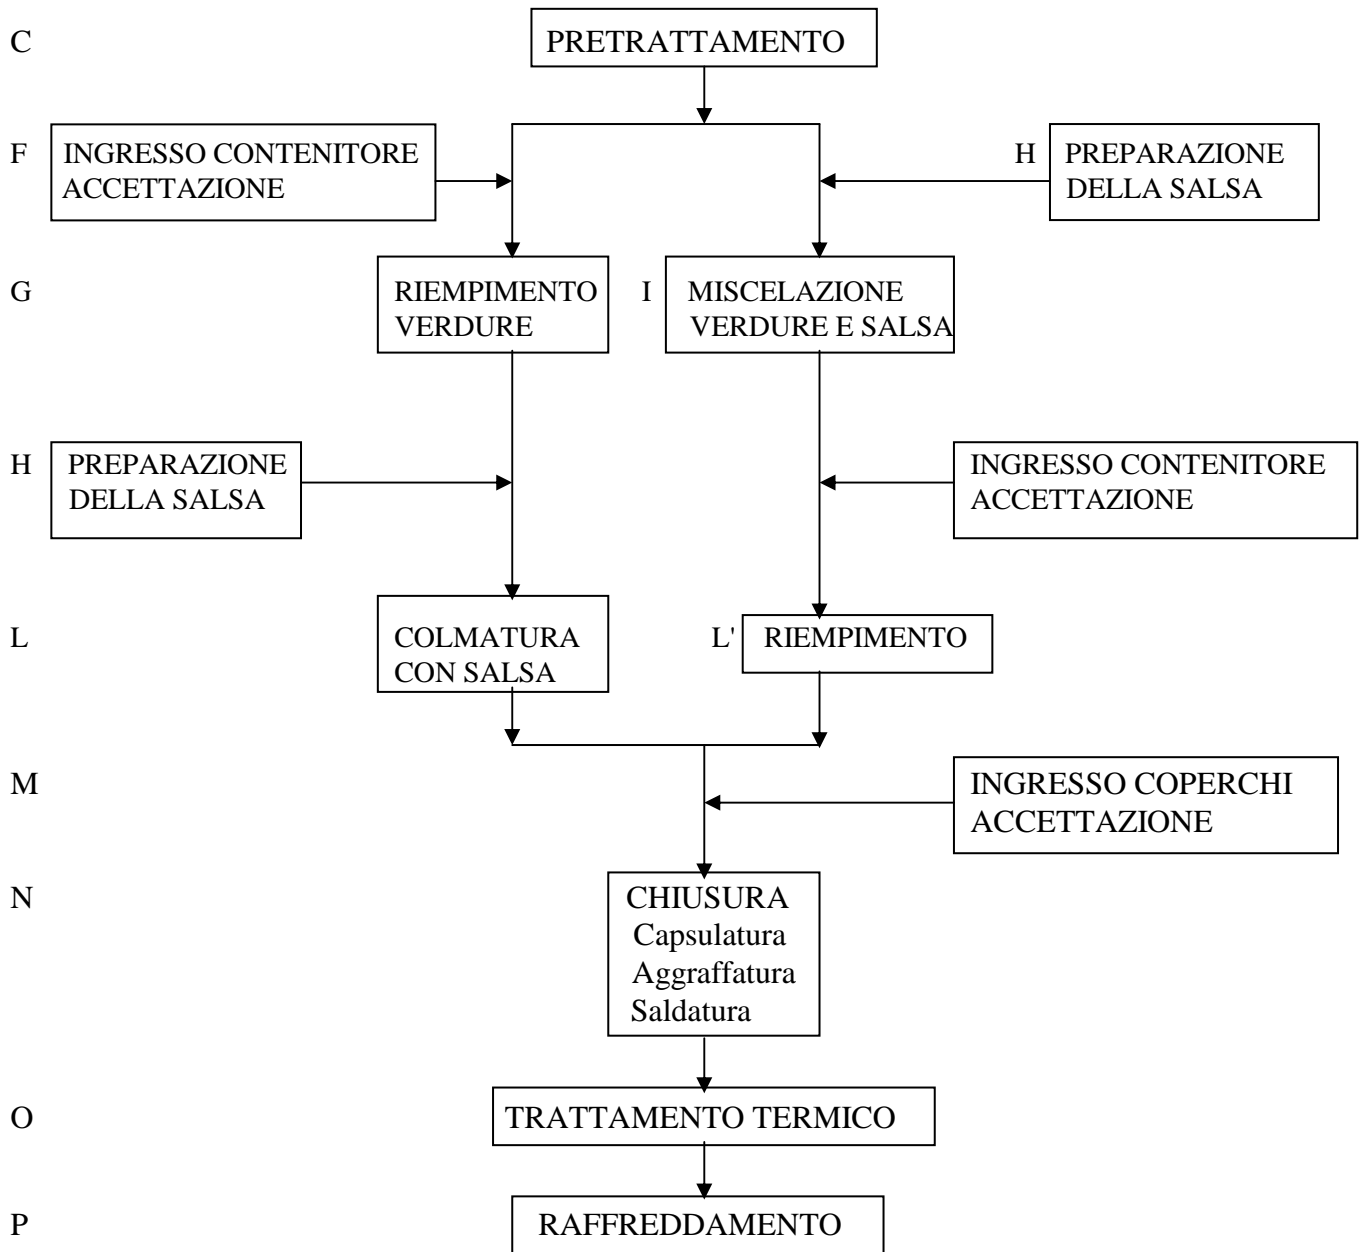 C
PRETRATTAMENTO
F
INGRESSO CONTENITORE
ACCETTAZIONE
H
PREPARAZIONE
DELLA SALSA
G
RIEMPIMENTO
VERDURE
I
MISCELAZIONE
VERDURE E SALSA
H
PREPARAZIONE
DELLA SALSA
INGRESSO CONTENITORE
ACCETTAZIONE
L
COLMATURA
CON SALSA
L'
RIEMPIMENTO
M
INGRESSO COPERCHI
ACCETTAZIONE
N
CHIUSURA
Capsulatura
Aggraffatura
Saldatura
O
TRATTAMENTO TERMICO
P
RAFFREDDAMENTO